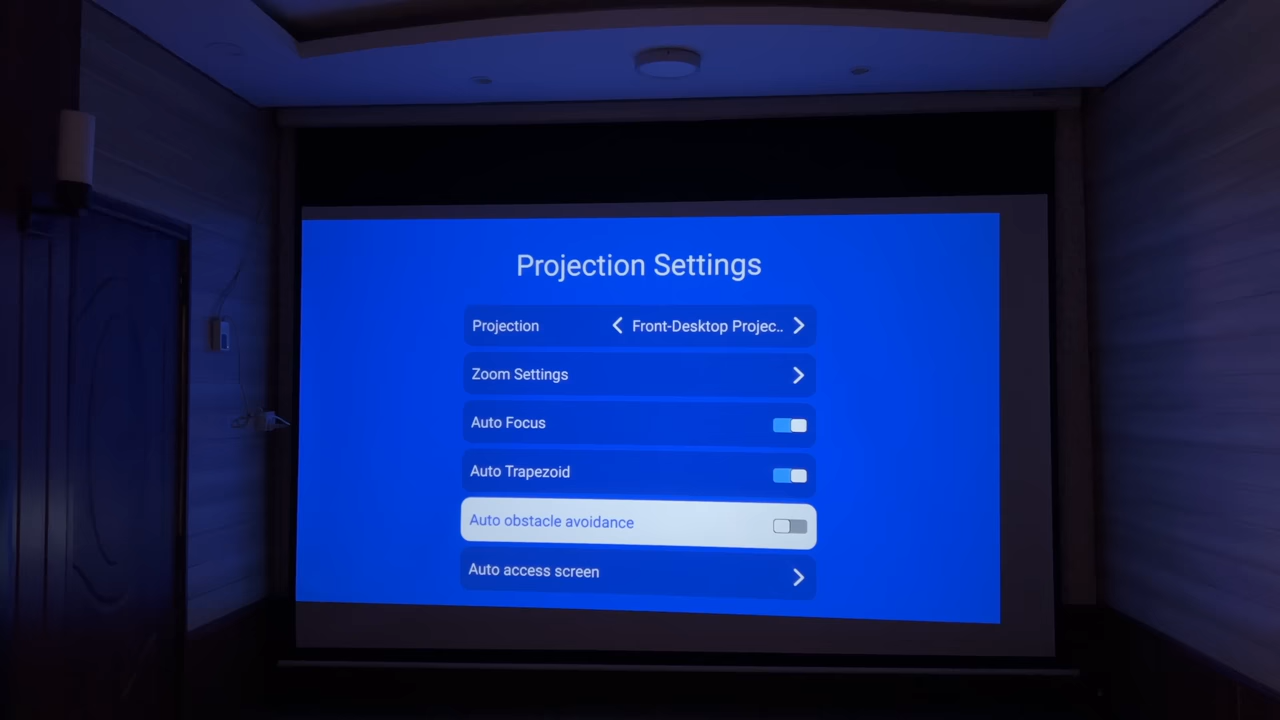 Projection Settings
Projection Front-Desktop Projec..
Zoom Settings
Auto Focus
Auto Trapezoid
Auto obstacle avoidance
Auto access screen